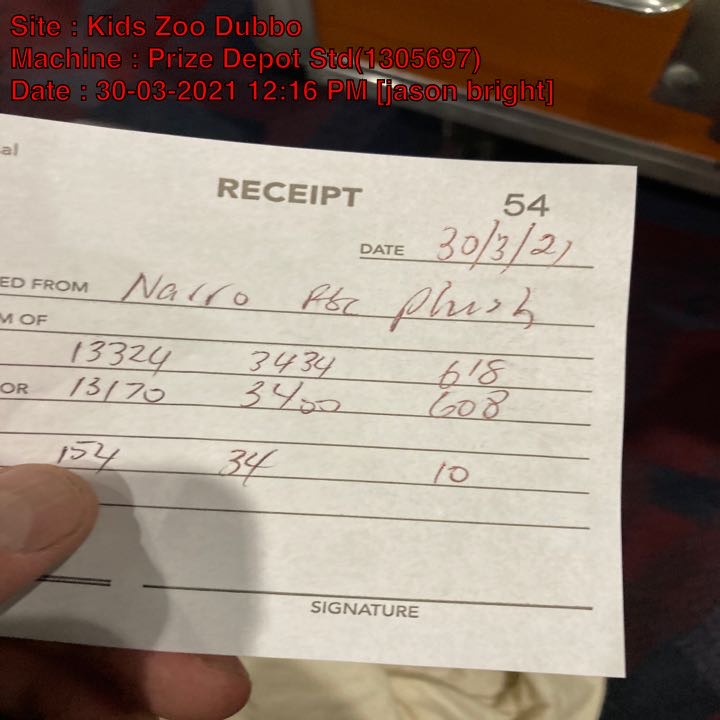 Site : Kids Zoo Dubbo
Machine : Prize Depot Std(1305697)
Date : 30-03-2021 12:16 PM [jason bright]
al
RECEIPT 54
DATE 30/3/21
ED FROM Narro Plush
M OF
13324 3434 618
OR 13170 3400 608
154 34 10
SIGNATURE